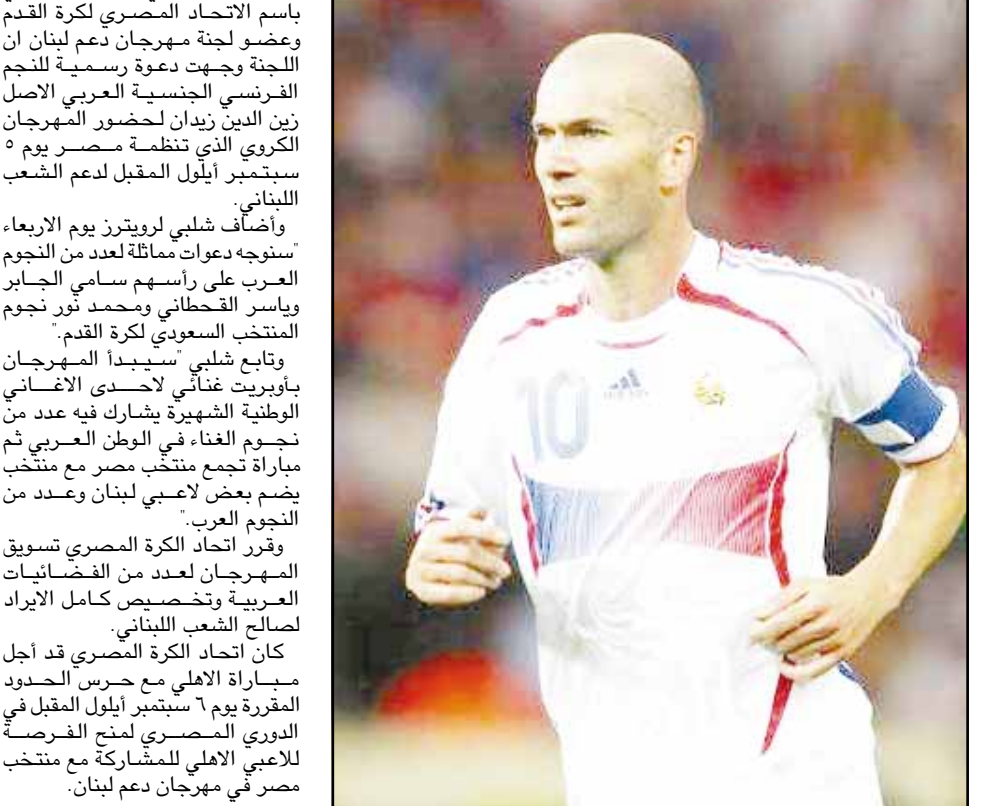 باسم الاتحاد المصري لكرة القدم
وعضو لجنة مهرجان دعم لبنان ان
اللجنة وجهت دعوة رسمية للنجم
الفرنسي الجنسية العربي الاصل
زين الدين زيدان لحضور المهرجان
الكروي الذي تنظمة مصر يوم ٥
سبتمبر أيلول المقبل لدعم الشعب
اللبناني.
وأضاف شلبي لرويترز يوم الاربعاء
"سنوجه دعوات مماثلة لعدد من النجوم
العرب على رأسهم سامي الجابر
وياسر القحطاني ومحمد نور نجوم
المنتخب السعودي لكرة القدم."
وتابع شلبي "سيبدأ المهرجان
بأوبريت غنائي لاحدى الاغاني
الوطنية الشهيرة يشارك فيه عدد من
نجوم الغناء في الوطن العربي ثم
مباراة تجمع منتخب مصر مع منتخب
يضم بعض لاعبي لبنان وعدد من
النجوم العرب."
وقرر اتحاد الكرة المصري تسويق
المهرجان لعدد من الفضائيات
العربية وتخصيص كامل الايراد
لصالح الشعب اللبناني.
كان اتحاد الكرة المصري قد أجل
مباراة الاهلي مع حرس الحدود
المقررة يوم ٦ سبتمبر أيلول المقبل في
الدوري المصري لمنح الفرصة
للاعبي الاهلي للمشاركة مع منتخب
مصر في مهرجان دعم لبنان.
10
adidas